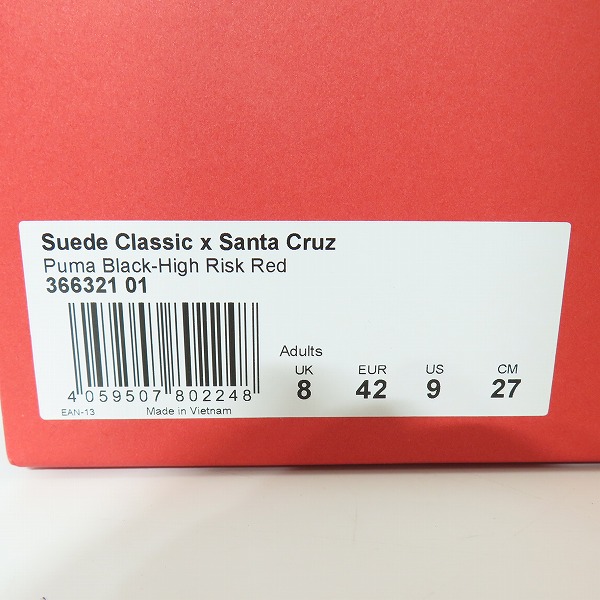 Suede Classic x Santa Cruz
Puma Black-High Risk Red
366321 01
Adults
UK EUR US CM
8 42 9 27
4 059507 802248
EAN-13 Made in Vietnam